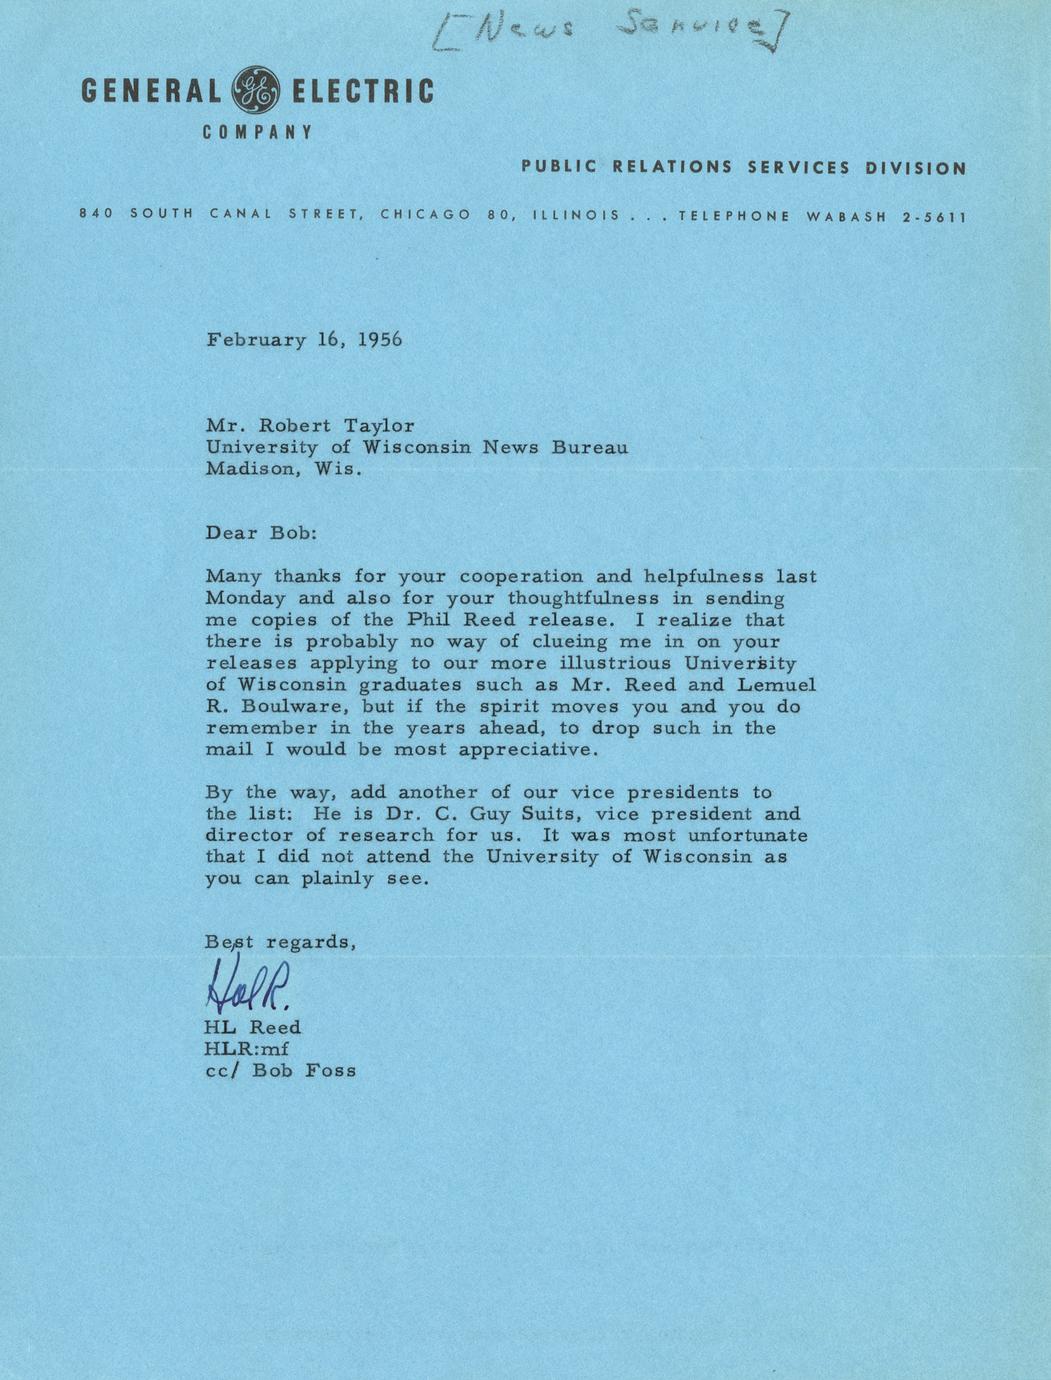 [News Service]
GENERAL GE ELECTRIC
COMPANY
PUBLIC RELATIONS SERVICES DIVISION
840 SOUTH CANAL STREET, CHICAGO 80, ILLINOIS . . . TELEPHONE WABASH 2-5611
February 16, 1956
Mr. Robert Taylor
University of Wisconsin News Bureau
Madison, Wis.
Dear Bob:
Many thanks for your cooperation and helpfulness last
Monday and also for your thoughtfulness in sending
me copies of the Phil Reed release. I realize that
there is probably no way of clueing me in on your
releases applying to our more illustrious University
of Wisconsin graduates such as Mr. Reed and Lemuel
R. Boulware, but if the spirit moves you and you do
remember in the years ahead, to drop such in the
mail I would be most appreciative.
By the way, add another of our vice presidents to
the list: He is Dr. C. Guy Suits, vice president and
director of research for us. It was most unfortunate
that I did not attend the University of Wisconsin as
you can plainly see.
Best regards,
Hal R.
HL Reed
HLR:mf
cc/ Bob Foss